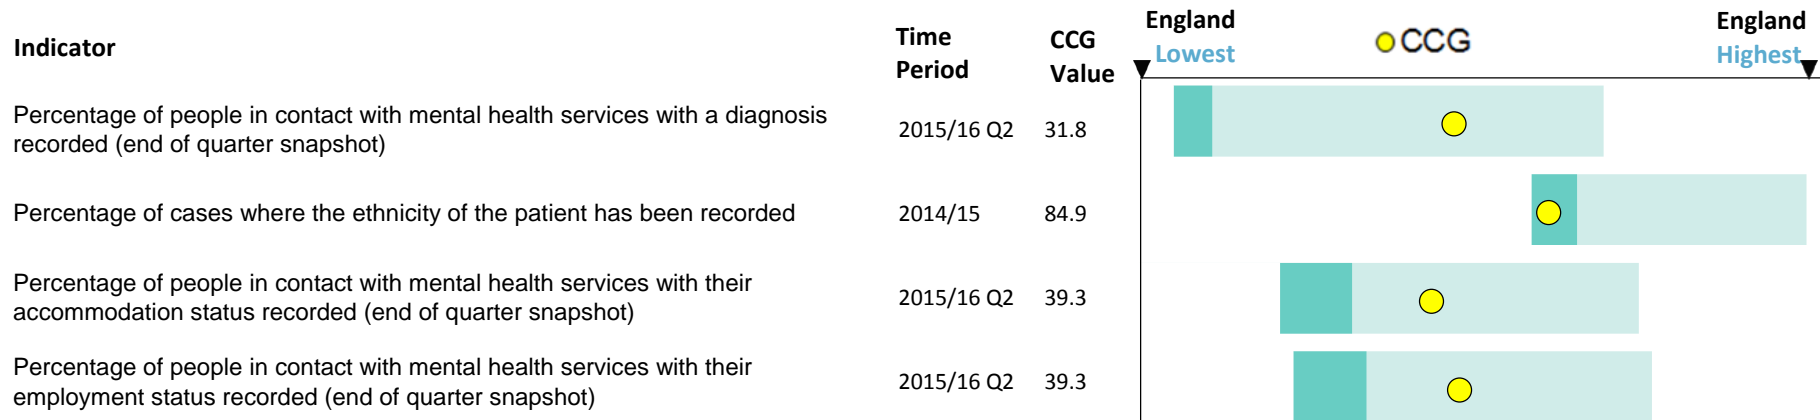 Indicator
Time
Period
CCG
Value
England
Lowest
CCG
England
Highest
Percentage of people in contact with mental health services with a diagnosis
recorded (end of quarter snapshot)
2015/16 Q2
31.8
Percentage of cases where the ethnicity of the patient has been recorded
2014/15
84.9
Percentage of people in contact with mental health services with their
accommodation status recorded (end of quarter snapshot)
2015/16 Q2
39.3
Percentage of people in contact with mental health services with their
employment status recorded (end of quarter snapshot)
2015/16 Q2
39.3